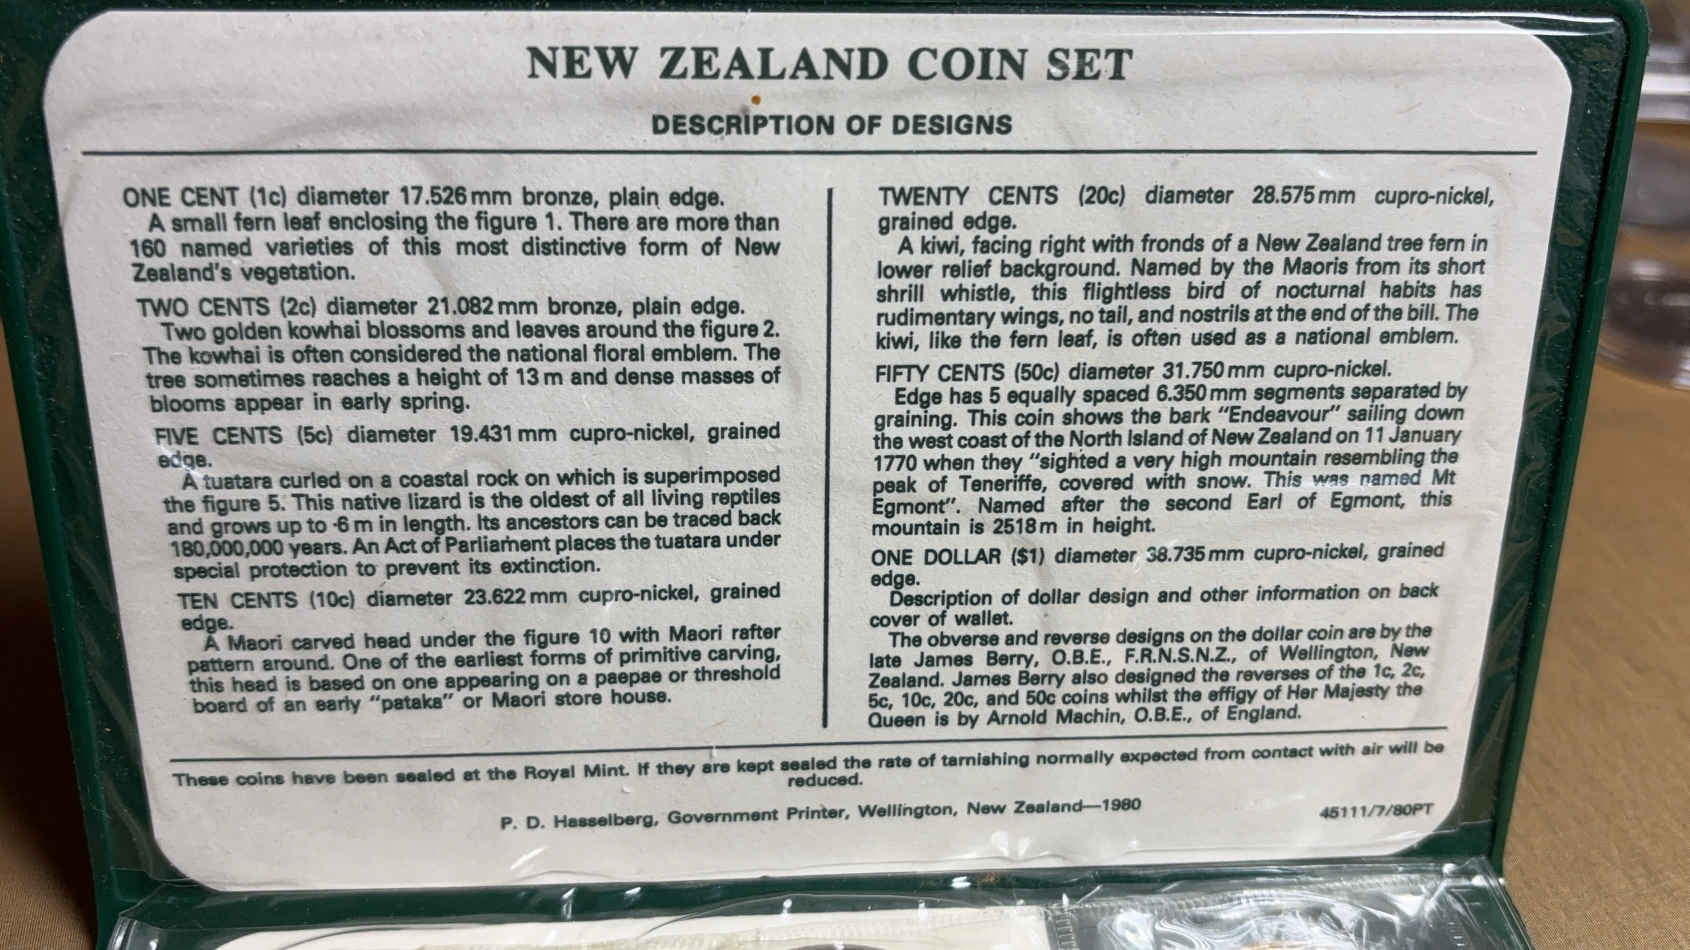 NEW ZEALAND COIN SET
DESCRIPTION OF DESIGNS
ONE CENT (1c) diameter 17.526 mm bronze, plain edge.
A small fern leaf enclosing the figure 1. There are more than
160 named varieties of this most distinctive form of New
Zealand's vegetation.
TWO CENTS (2c) diameter 21.082 mm bronze, plain edge.
Two golden kowhai blossoms and leaves around the figure 2.
The kowhai is often considered the national floral emblem. The
tree sometimes reaches a height of 13 m and dense masses of
blooms appear in early spring.
FIVE CENTS (5c) diameter 19.431 mm cupro-nickel, grained
edge.
A tuatara curled on a coastal rock on which is superimposed
the figure 5. This native lizard is the oldest of all living reptiles
and grows up to ·6 m in length. Its ancestors can be traced back
180,000,000 years. An Act of Parliament places the tuatara under
special protection to prevent its extinction.
TEN CENTS (10c) diameter 23.622 mm cupro-nickel, grained
edge.
A Maori carved head under the figure 10 with Maori rafter
pattern around. One of the earliest forms of primitive carving,
this head is based on one appearing on a paepae or threshold
board of an early "pataka" or Maori store house.
TWENTY CENTS (20c) diameter 28.575 mm cupro-nickel,
grained edge.
A kiwi, facing right with fronds of a New Zealand tree fern in
lower relief background. Named by the Maoris from its short
shrill whistle, this flightless bird of nocturnal habits has
rudimentary wings, no tail, and nostrils at the end of the bill. The
kiwi, like the fern leaf, is often used as a national emblem.
FIFTY CENTS (50c) diameter 31.750 mm cupro-nickel.
Edge has 5 equally spaced 6.350 mm segments separated by
graining. This coin shows the bark "Endeavour" sailing down
the west coast of the North Island of New Zealand on 11 January
1770 when they "sighted a very high mountain resembling the
peak of Teneriffe, covered with snow. This was named Mt
Egmont". Named after the second Earl of Egmont, this
mountain is 2518 m in height.
ONE DOLLAR ($1) diameter 38.735 mm cupro-nickel, grained
edge.
Description of dollar design and other information on back
cover of wallet.
The obverse and reverse designs on the dollar coin are by the
late James Berry, O.B.E., F.R.N.S.N.Z., of Wellington, New
Zealand. James Berry also designed the reverses of the 1c, 2c,
5c, 10c, 20c, and 50c coins whilst the effigy of Her Majesty the
Queen is by Arnold Machin, O.B.E., of England.
These coins have been sealed at the Royal Mint. If they are kept sealed the rate of tarnishing normally expected from contact with air will be
reduced.
P. D. Hasselberg, Government Printer, Wellington, New Zealand—1980
45111/7/80PT